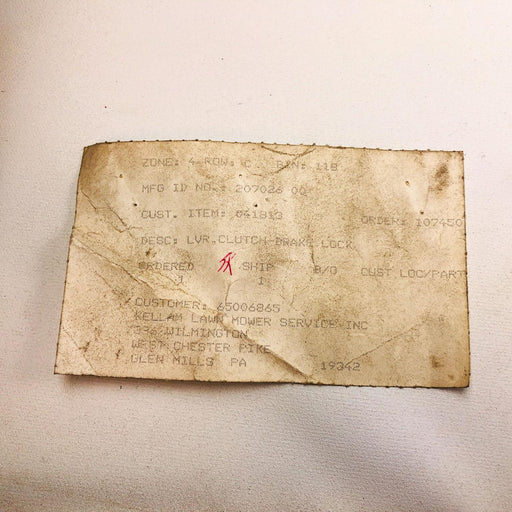 ZONE: 4 ROW: C BIN: 118
MFG ID NO. 207026 00
CUST. ITEM: 041813 ORDER: 107450
DESC: LVR,CLUTCH BRAKE LOCK
ORDERED SHIP B/O CUST LOC/PART
1 1
CUSTOMER: 65006865
KELLAM LAWN MOWER SERVICE INC
336 WILMINGTON
WEST CHESTER PIKE
GLEN MILLS PA 19342